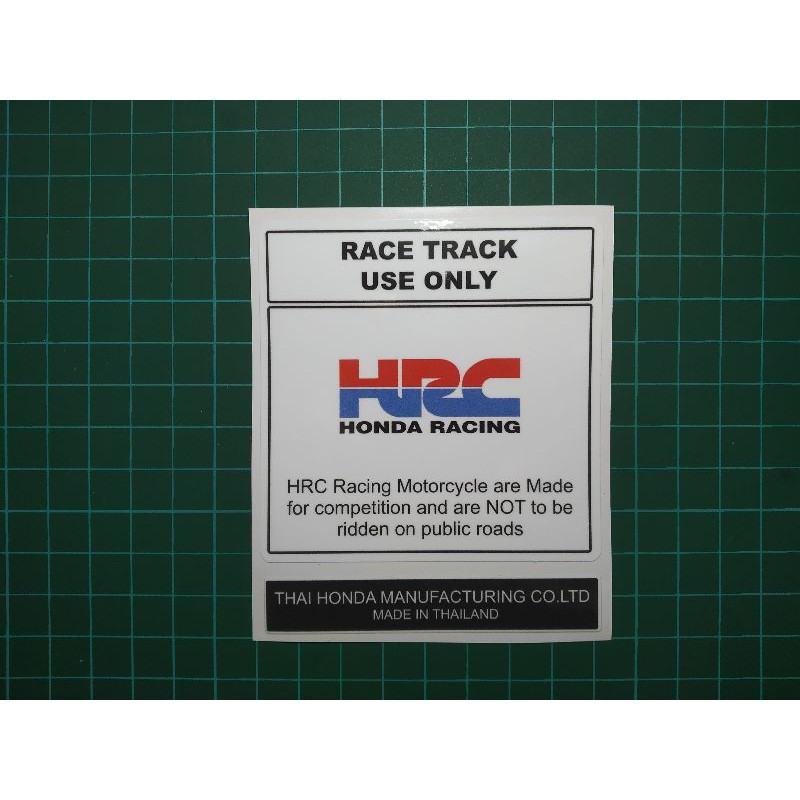 RACE TRACK
USE ONLY
HRC
HONDA RACING
HRC Racing Motorcycle are Made
for competition and are NOT to be
ridden on public roads
THAI HONDA MANUFACTURING CO.LTD
MADE IN THAILAND